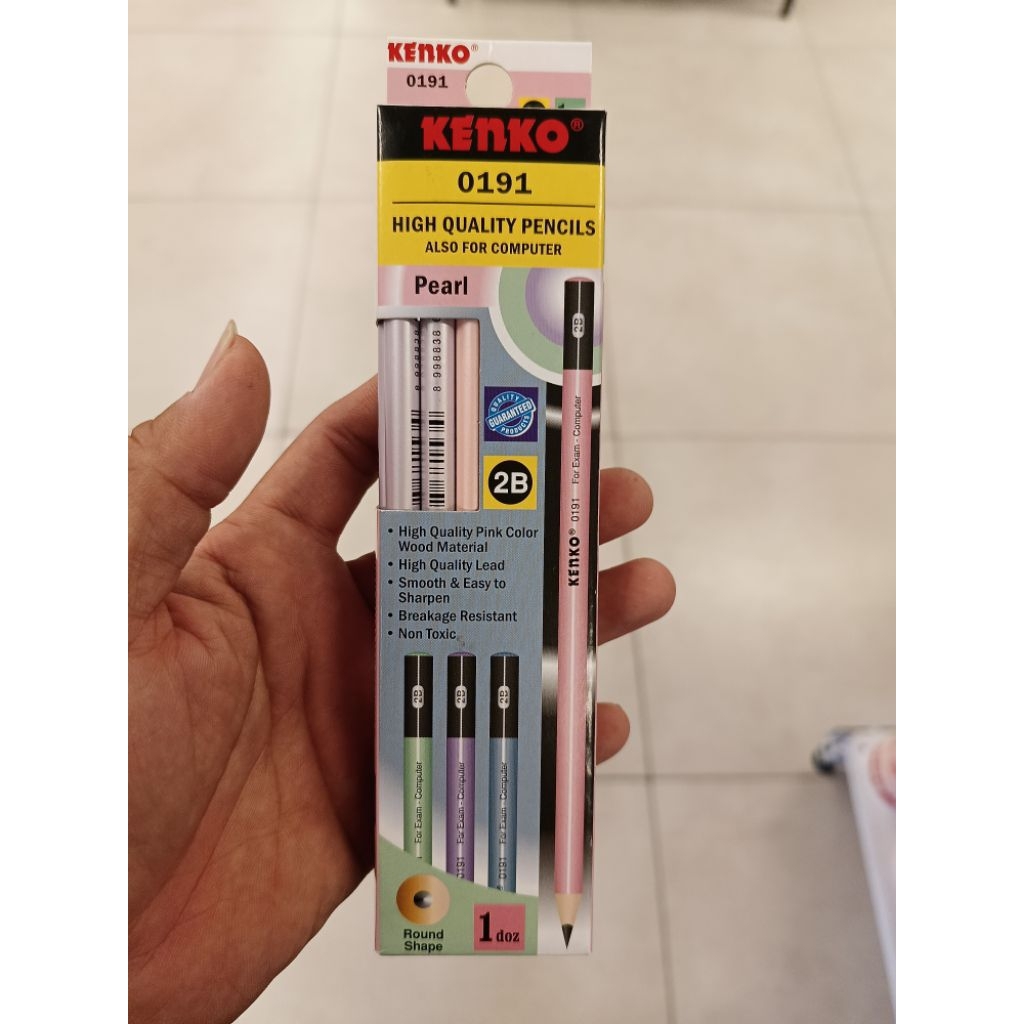 KENKO®
0191
KENKO®
0191
HIGH QUALITY PENCILS
ALSO FOR COMPUTER
Pearl
2B
8 998838
8 998838
QUALITY
GUARANTEED
PRODUCTS
2B
KENKO® 0191 For Exam - Computer
• High Quality Pink Color
Wood Material
• High Quality Lead
• Smooth & Easy to
Sharpen
• Breakage Resistant
• Non Toxic
2B
2B
2B
For Exam - Computer
0191 For Exam - Computer
0191 For Exam - Computer
Round
Shape
1 doz